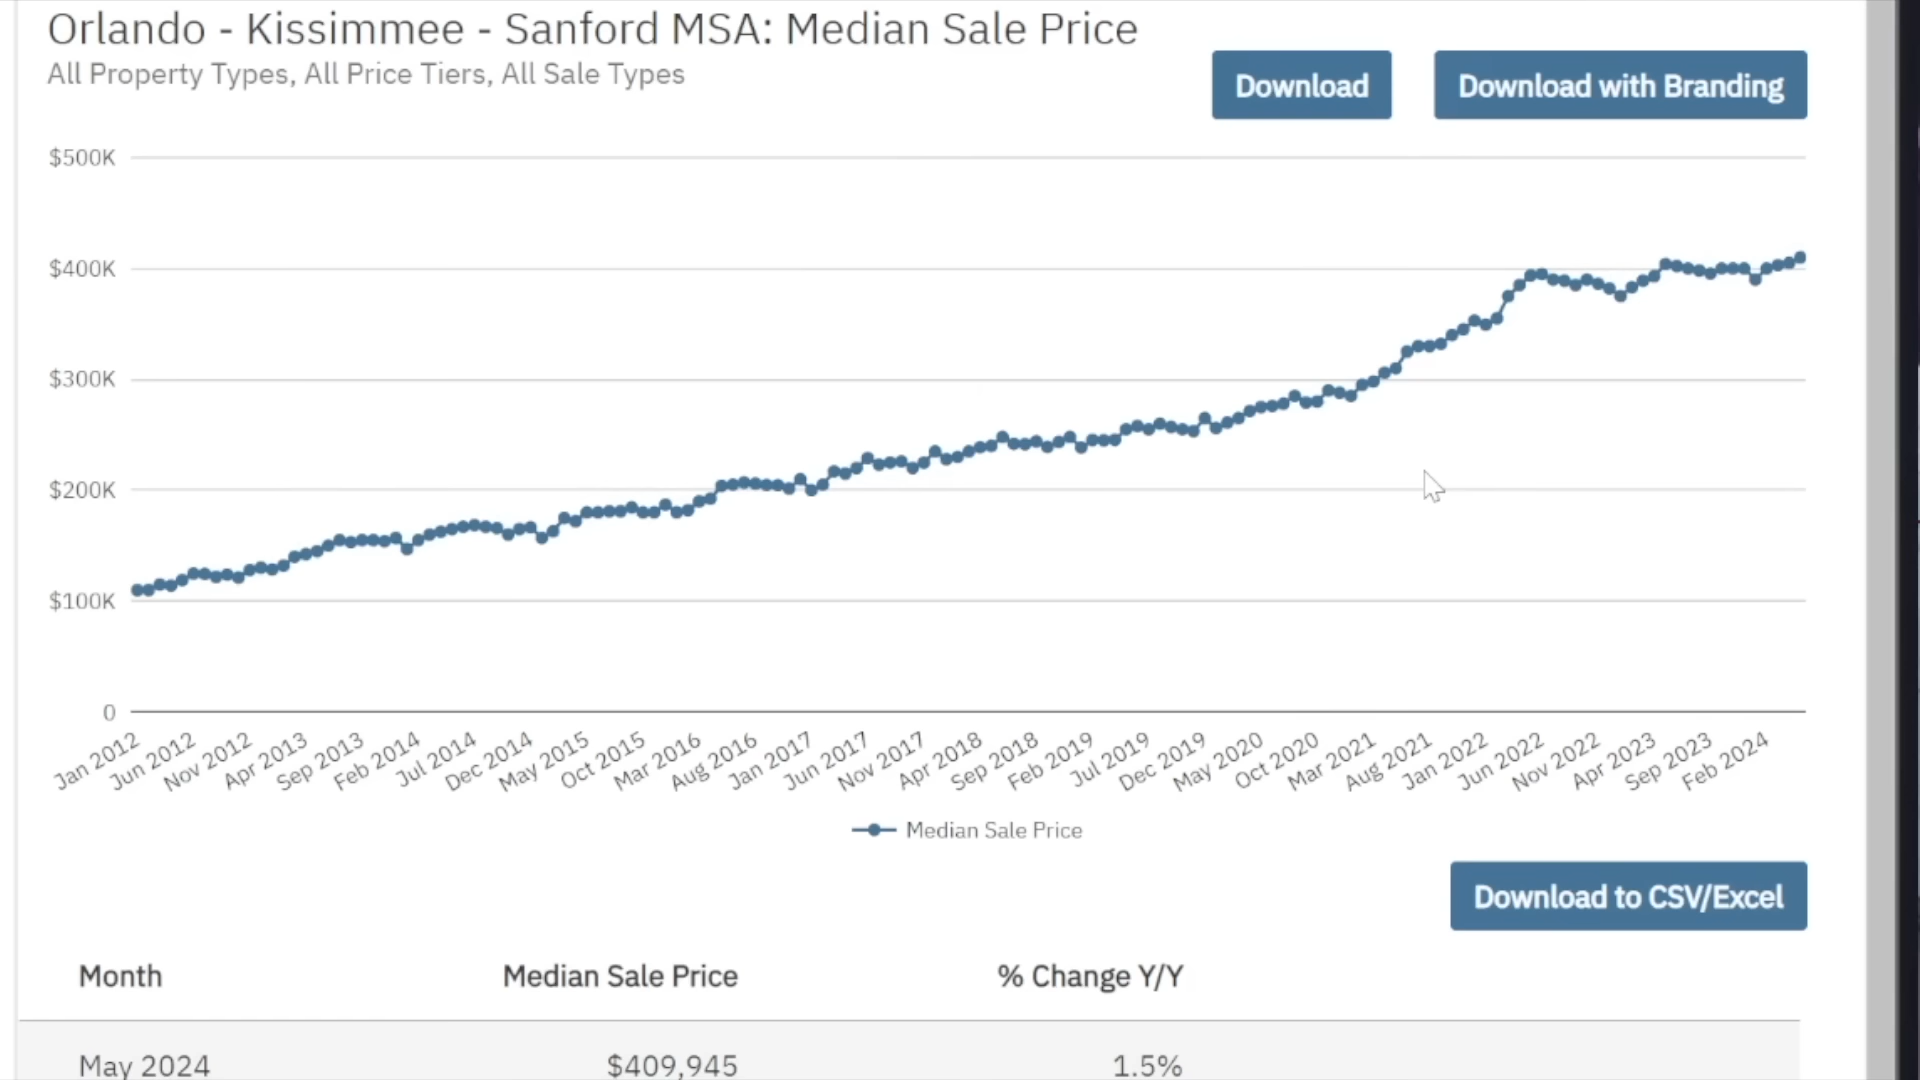 Orlando - Kissimmee - Sanford MSA: Median Sale Price
All Property Types, All Price Tiers, All Sale Types
Download
Download with Branding
$500K
$400K
$300K
$200K
$100K
0
Jan 2012
Jun 2012
Nov 2012
Apr 2013
Sep 2013
Feb 2014
Jul 2014
Dec 2014
May 2015
Oct 2015
Mar 2016
Aug 2016
Jan 2017
Jun 2017
Nov 2017
Apr 2018
Sep 2018
Feb 2019
Jul 2019
Dec 2019
May 2020
Oct 2020
Mar 2021
Aug 2021
Jan 2022
Jun 2022
Nov 2022
Apr 2023
Sep 2023
Feb 2024
Median Sale Price
Download to CSV/Excel
Month Median Sale Price % Change Y/Y
May 2024 $409,945 1.5%